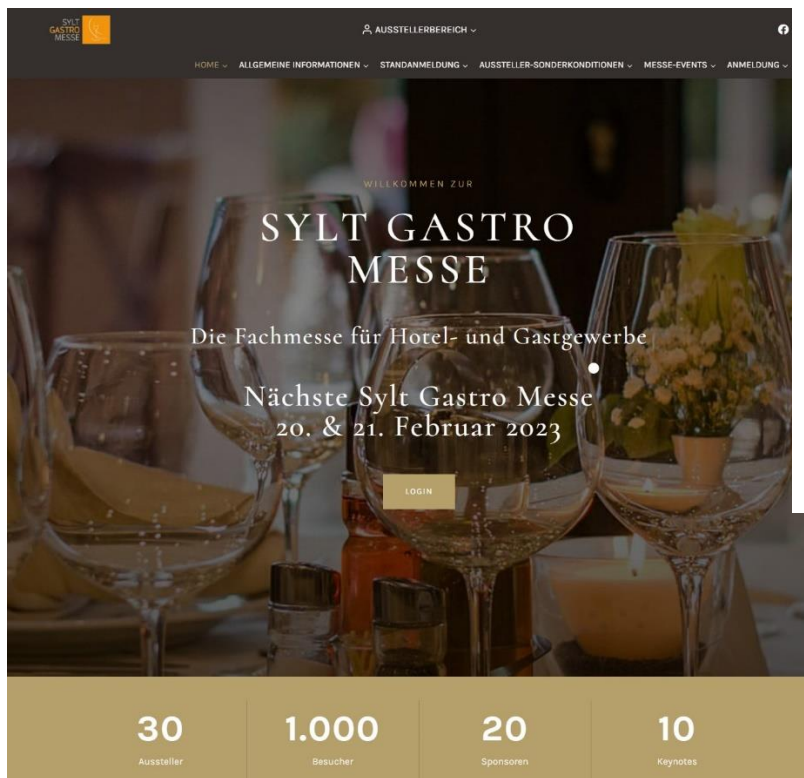 SYLT
GASTRO
MESSE
AUSSTELLERBEREICH
HOME
ALLGEMEINE INFORMATIONEN
STANDANMELDUNG
AUSSTELLER-SONDERKONDITIONEN
MESSE-EVENTS
ANMELDUNG
WILLKOMMEN ZUR
SYLT GASTRO
MESSE
Die Fachmesse für Hotel- und Gastgewerbe
Nächste Sylt Gastro Messe
20. & 21. Februar 2023
LOGIN
30
Aussteller
1.000
Besucher
20
Sponsoren
10
Keynotes